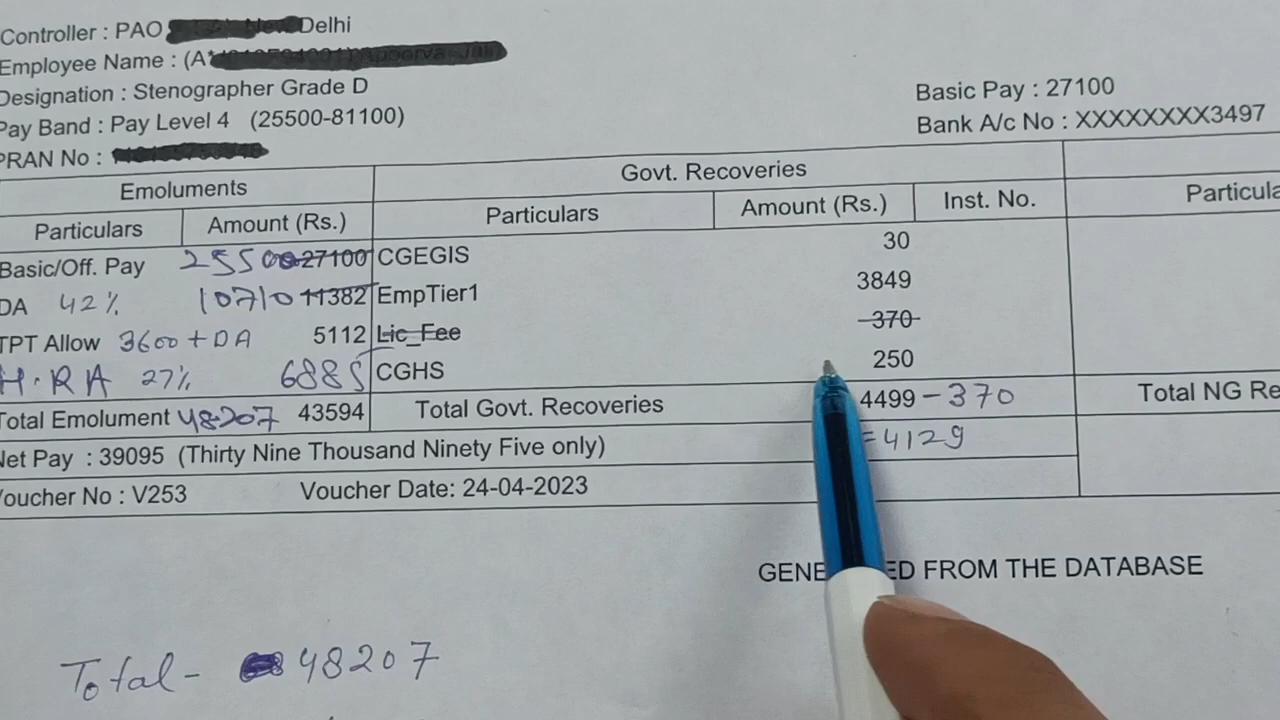 Controller : PAO New Delhi
Employee Name : (A
Designation : Stenographer Grade D
Pay Band : Pay Level 4 (25500-81100)
PRAN No :
Basic Pay : 27100
Bank A/c No : XXXXXXXX3497
Emoluments Govt. Recoveries
Particulars Amount (Rs.) Particulars Amount (Rs.) Inst. No. Particula
Basic/Off. Pay 25500 27100 CGEGIS 30
DA 42% 10710 11382 EmpTier1 3849
TPT Allow 3600+DA 5112 Lic_Fee 370
H.RA 27% 6885 CGHS 250
Total Emolument 48207 43594 Total Govt. Recoveries 4499 -370 Total NG Re
=4129
Net Pay : 39095 (Thirty Nine Thousand Ninety Five only)
Voucher No : V253 Voucher Date: 24-04-2023
GENE ED FROM THE DATABASE
Total - 48207